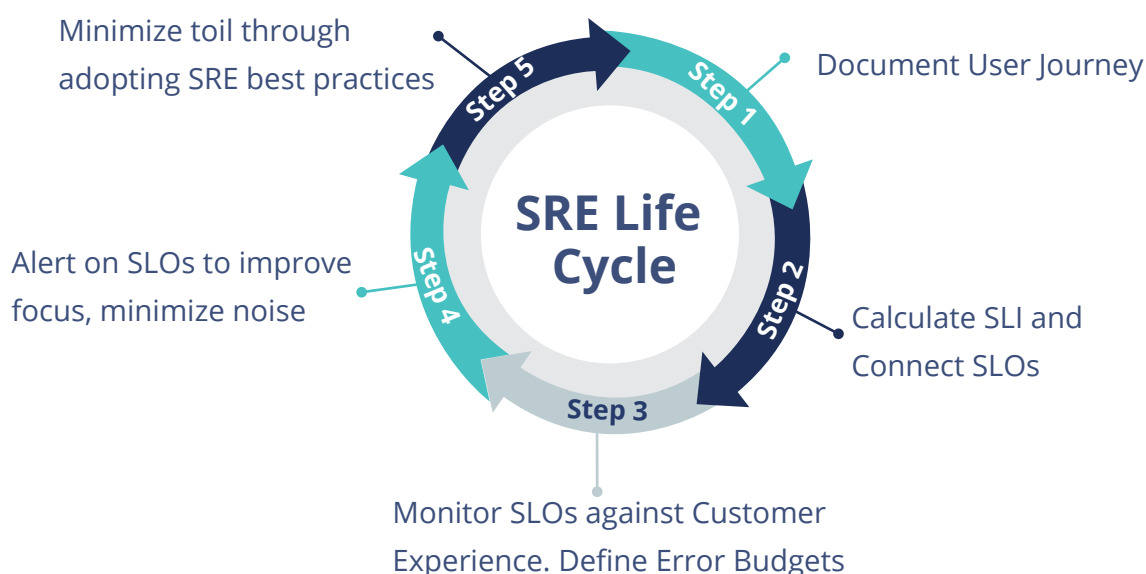 SRE Life
Cycle
Step 1
Document User Journey
Step 2
Calculate SLI and
Connect SLOs
Step 3
Monitor SLOs against Customer
Experience. Define Error Budgets
Step 4
Alert on SLOs to improve
focus, minimize noise
Step 5
Minimize toil through
adopting SRE best practices